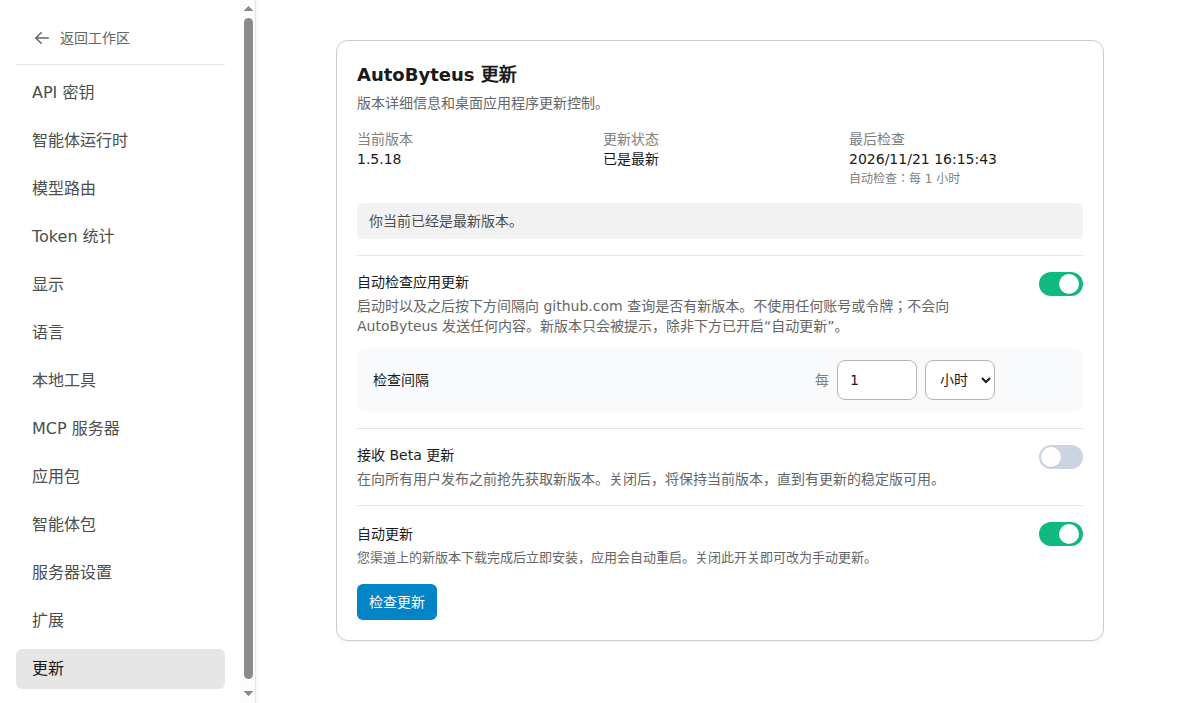 返回工作区
API 密钥
智能体运行时
模型路由
Token 统计
显示
语言
本地工具
MCP 服务器
应用包
智能体包
服务器设置
扩展
更新
AutoByteus 更新
版本详细信息和桌面应用程序更新控制。
当前版本
1.5.18
更新状态
已是最新
最后检查
2026/11/21 16:15:43
自动检查：每 1 小时
你当前已经是最新版本。
自动检查应用更新
启动时以及之后按下方间隔向 github.com 查询是否有新版本。不使用任何账号或令牌；不会向
AutoByteus 发送任何内容。新版本只会被提示，除非下方已开启“自动更新”。
检查间隔
每 1 小时
接收 Beta 更新
在向所有用户发布之前抢先获取新版本。关闭后，将保持当前版本，直到有更新的稳定版可用。
自动更新
您渠道上的新版本下载完成后立即安装，应用会自动重启。关闭此开关即可改为手动更新。
检查更新